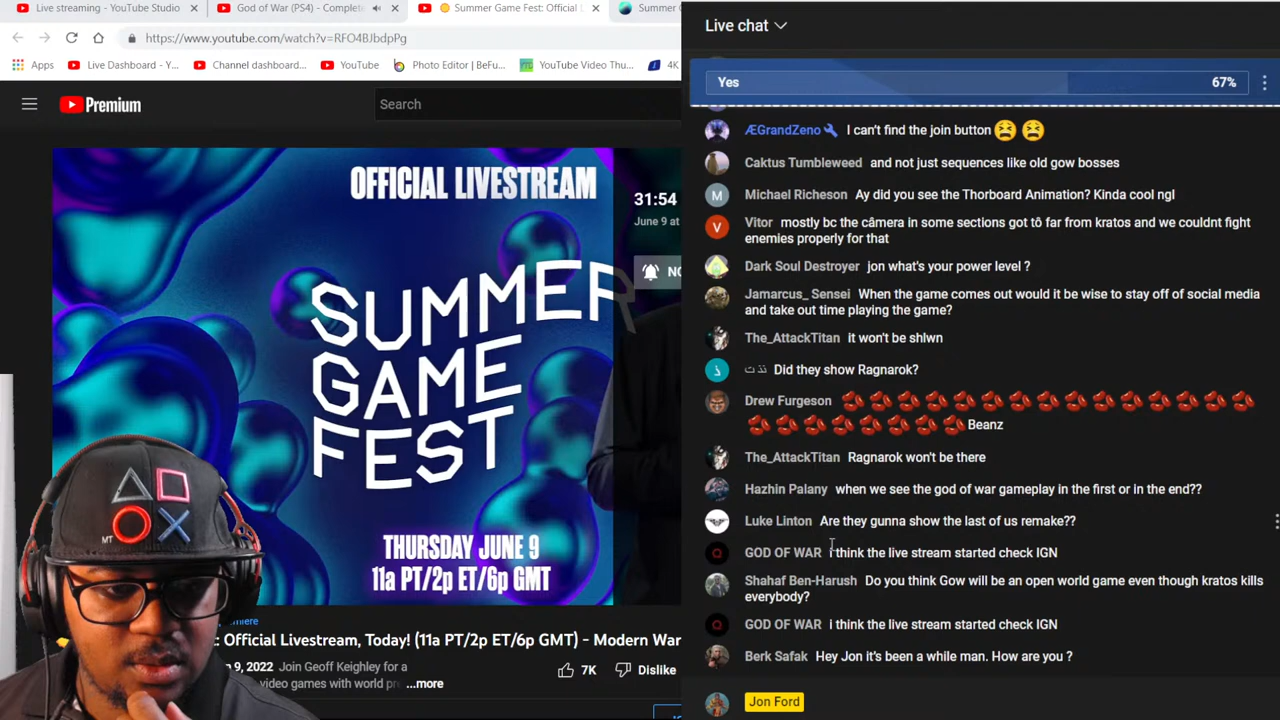 Live streaming - YouTube Studio
God of War (PS4) - Complete
Summer Game Fest: Official L
Summer G
https://www.youtube.com/watch?v=RFO4BJbdpPg
Apps
Live Dashboard - Y...
Channel dashboard...
YouTube
Photo Editor | BeFu...
YouTube Video Thu...
4K
Premium
Search
OFFICIAL LIVESTREAM
SUMMER
GAME
FEST
THURSDAY JUNE 9
11a PT/2p ET/6p GMT
31:54
June 9 at
NO
MT
miere
: Official Livestream, Today! (11a PT/2p ET/6p GMT) - Modern War
9, 2022 Join Geoff Keighley for a
video games with world pre ...more
7K
Dislike
Live chat
Yes 67%
ÆGrandZeno I can't find the join button 😫 😫
Caktus Tumbleweed and not just sequences like old gow bosses
M
Michael Richeson Ay did you see the Thorboard Animation? Kinda cool ngl
V
Vitor mostly bc the câmera in some sections got tô far from kratos and we couldnt fight
enemies properly for that
Dark Soul Destroyer jon what's your power level ?
Jamarcus_ Sensei When the game comes out would it be wise to stay off of social media
and take out time playing the game?
The_AttackTitan it won't be shlwn
Did they show Ragnarok?
Drew Furgeson
Beanz
The_AttackTitan Ragnarok won't be there
Hazhin Palany when we see the god of war gameplay in the first or in the end??
Luke Linton Are they gunna show the last of us remake??
GOD OF WAR i think the live stream started check IGN
Shahaf Ben-Harush Do you think Gow will be an open world game even though kratos kills
everybody?
GOD OF WAR i think the live stream started check IGN
Berk Safak Hey Jon it's been a while man. How are you ?
Jon Ford